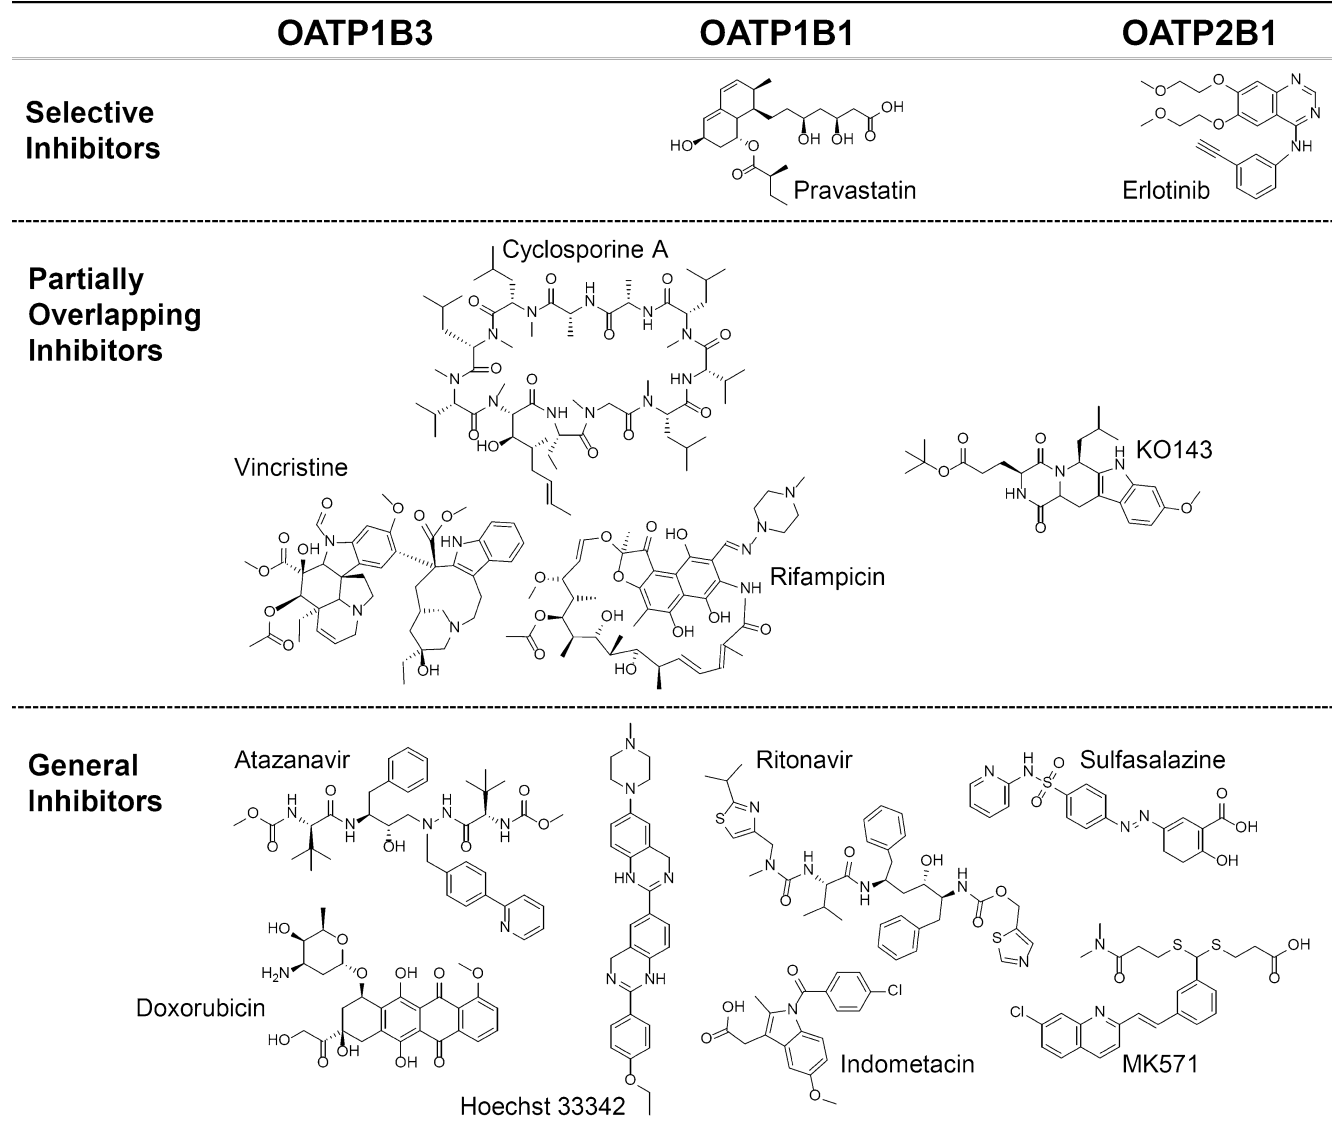 OATP1B3 OATP1B1 OATP2B1
Selective
Inhibitors
Pravastatin
Erlotinib
Partially
Overlapping
Inhibitors
Cyclosporine A
Vincristine
Rifampicin
KO143
General
Inhibitors
Atazanavir
Ritonavir
Sulfasalazine
Doxorubicin
Hoechst 33342
Indometacin
MK571